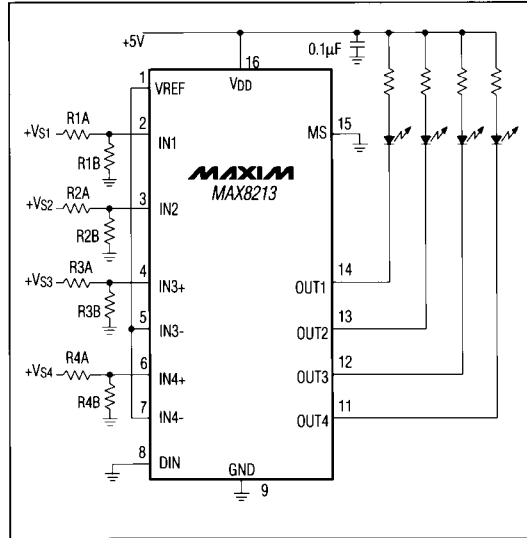 +5V
0.1µF
16
VDD
1
VREF
R1A
+VS1
2
IN1
R1B
15
MS
MAXIM
MAX8213
R2A
+VS2
3
IN2
R2B
R3A
+VS3
4
IN3+
R3B
14
OUT1
5
IN3-
13
OUT2
R4A
+VS4
6
IN4+
R4B
12
OUT3
7
IN4-
11
OUT4
8
DIN
GND
9